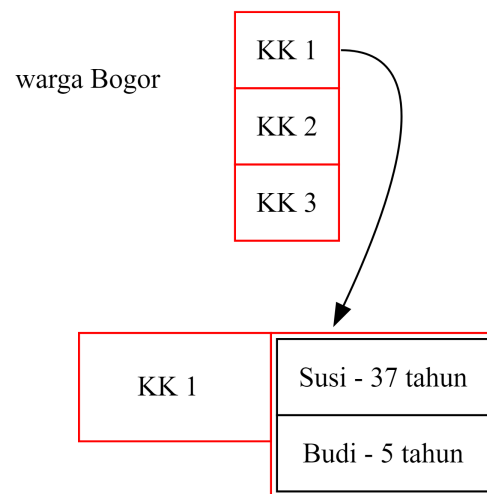 KK 1
warga Bogor
KK 2
KK 3
KK 1
Susi - 37 tahun
Budi - 5 tahun